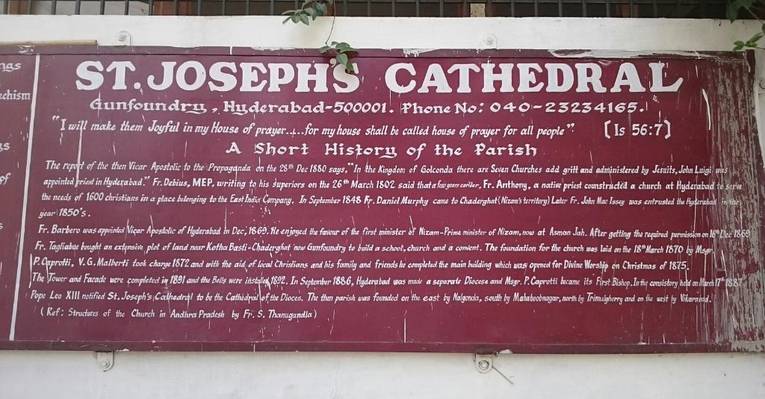 ngs
chism
gs
of
ST. JOSEPH'S CATHEDRAL
Gunfoundry, Hyderabad-500001. Phone No: 040-23234165.
"I will make them Joyful in my House of prayer....for my house shall be called house of prayer for all people". [Is 56:7]
A Short History of the Parish
The report of the then Vicar Apostolic to the Propaganda on the 28th Dec 1880 says, "In the Kingdom of Golconda there are Seven Churches add gritt and administered by Jesuits, John Luigi was
appointed priest in Hyderabad." Fr. Debius, MEP, writing to his superiors on the 26th March 1802 said that a few years earlier, Fr. Anthony, a native priest counstracted a church at Hyderabad to serve
the needs of 1600 christians in a place belonging to the East India Company. In September 1848 Fr. Daniel Murphy came to Chaderghat (Nizam's territory) Later Fr. John Mac Issey was entrusted the Hyderabad in the
year 1850's.
Fr. Barbero was appointed Vicar Apostolic of Hyderabad in Dec, 1869. He enjoyed the favour of the first minister of Nizam-Prime minister of Nizam, now at Asman Jah. After getting the required permission on 18th Dec 1869
Fr. Tagliabue bought an extensive plot of land near Kotha Basti-Chaderghat now Gunfoundry to build a school, church and a convent. The foundation for the church was laid on the 18th March 1870 by Msgr.
P. Caprotti, V.G. Malberti took charge 1872 and with the aid of local Christians and his family and friends he completed the main building which was opened for Divine Worship on Christmas of 1875.
The Tower and Facade were completed in 1891 and the Bells were installed 1892. In September 1886, Hyderabad was made a separate Diocese and Msgr. P. Caprotti became its First Bishop. In the consistory held on March 17th 1887
Pope Leo XIII notified St. Joseph's Cathedral to be the Cathedral of the Dioces. The then parish was founded on the east by Nalgonda, south by Mahaboobnagar, north by Trimulgherry and on the west by Vikarabad.
(Ref: Structures of the Church in Andhra Pradesh by Fr. S. Thanugundla)